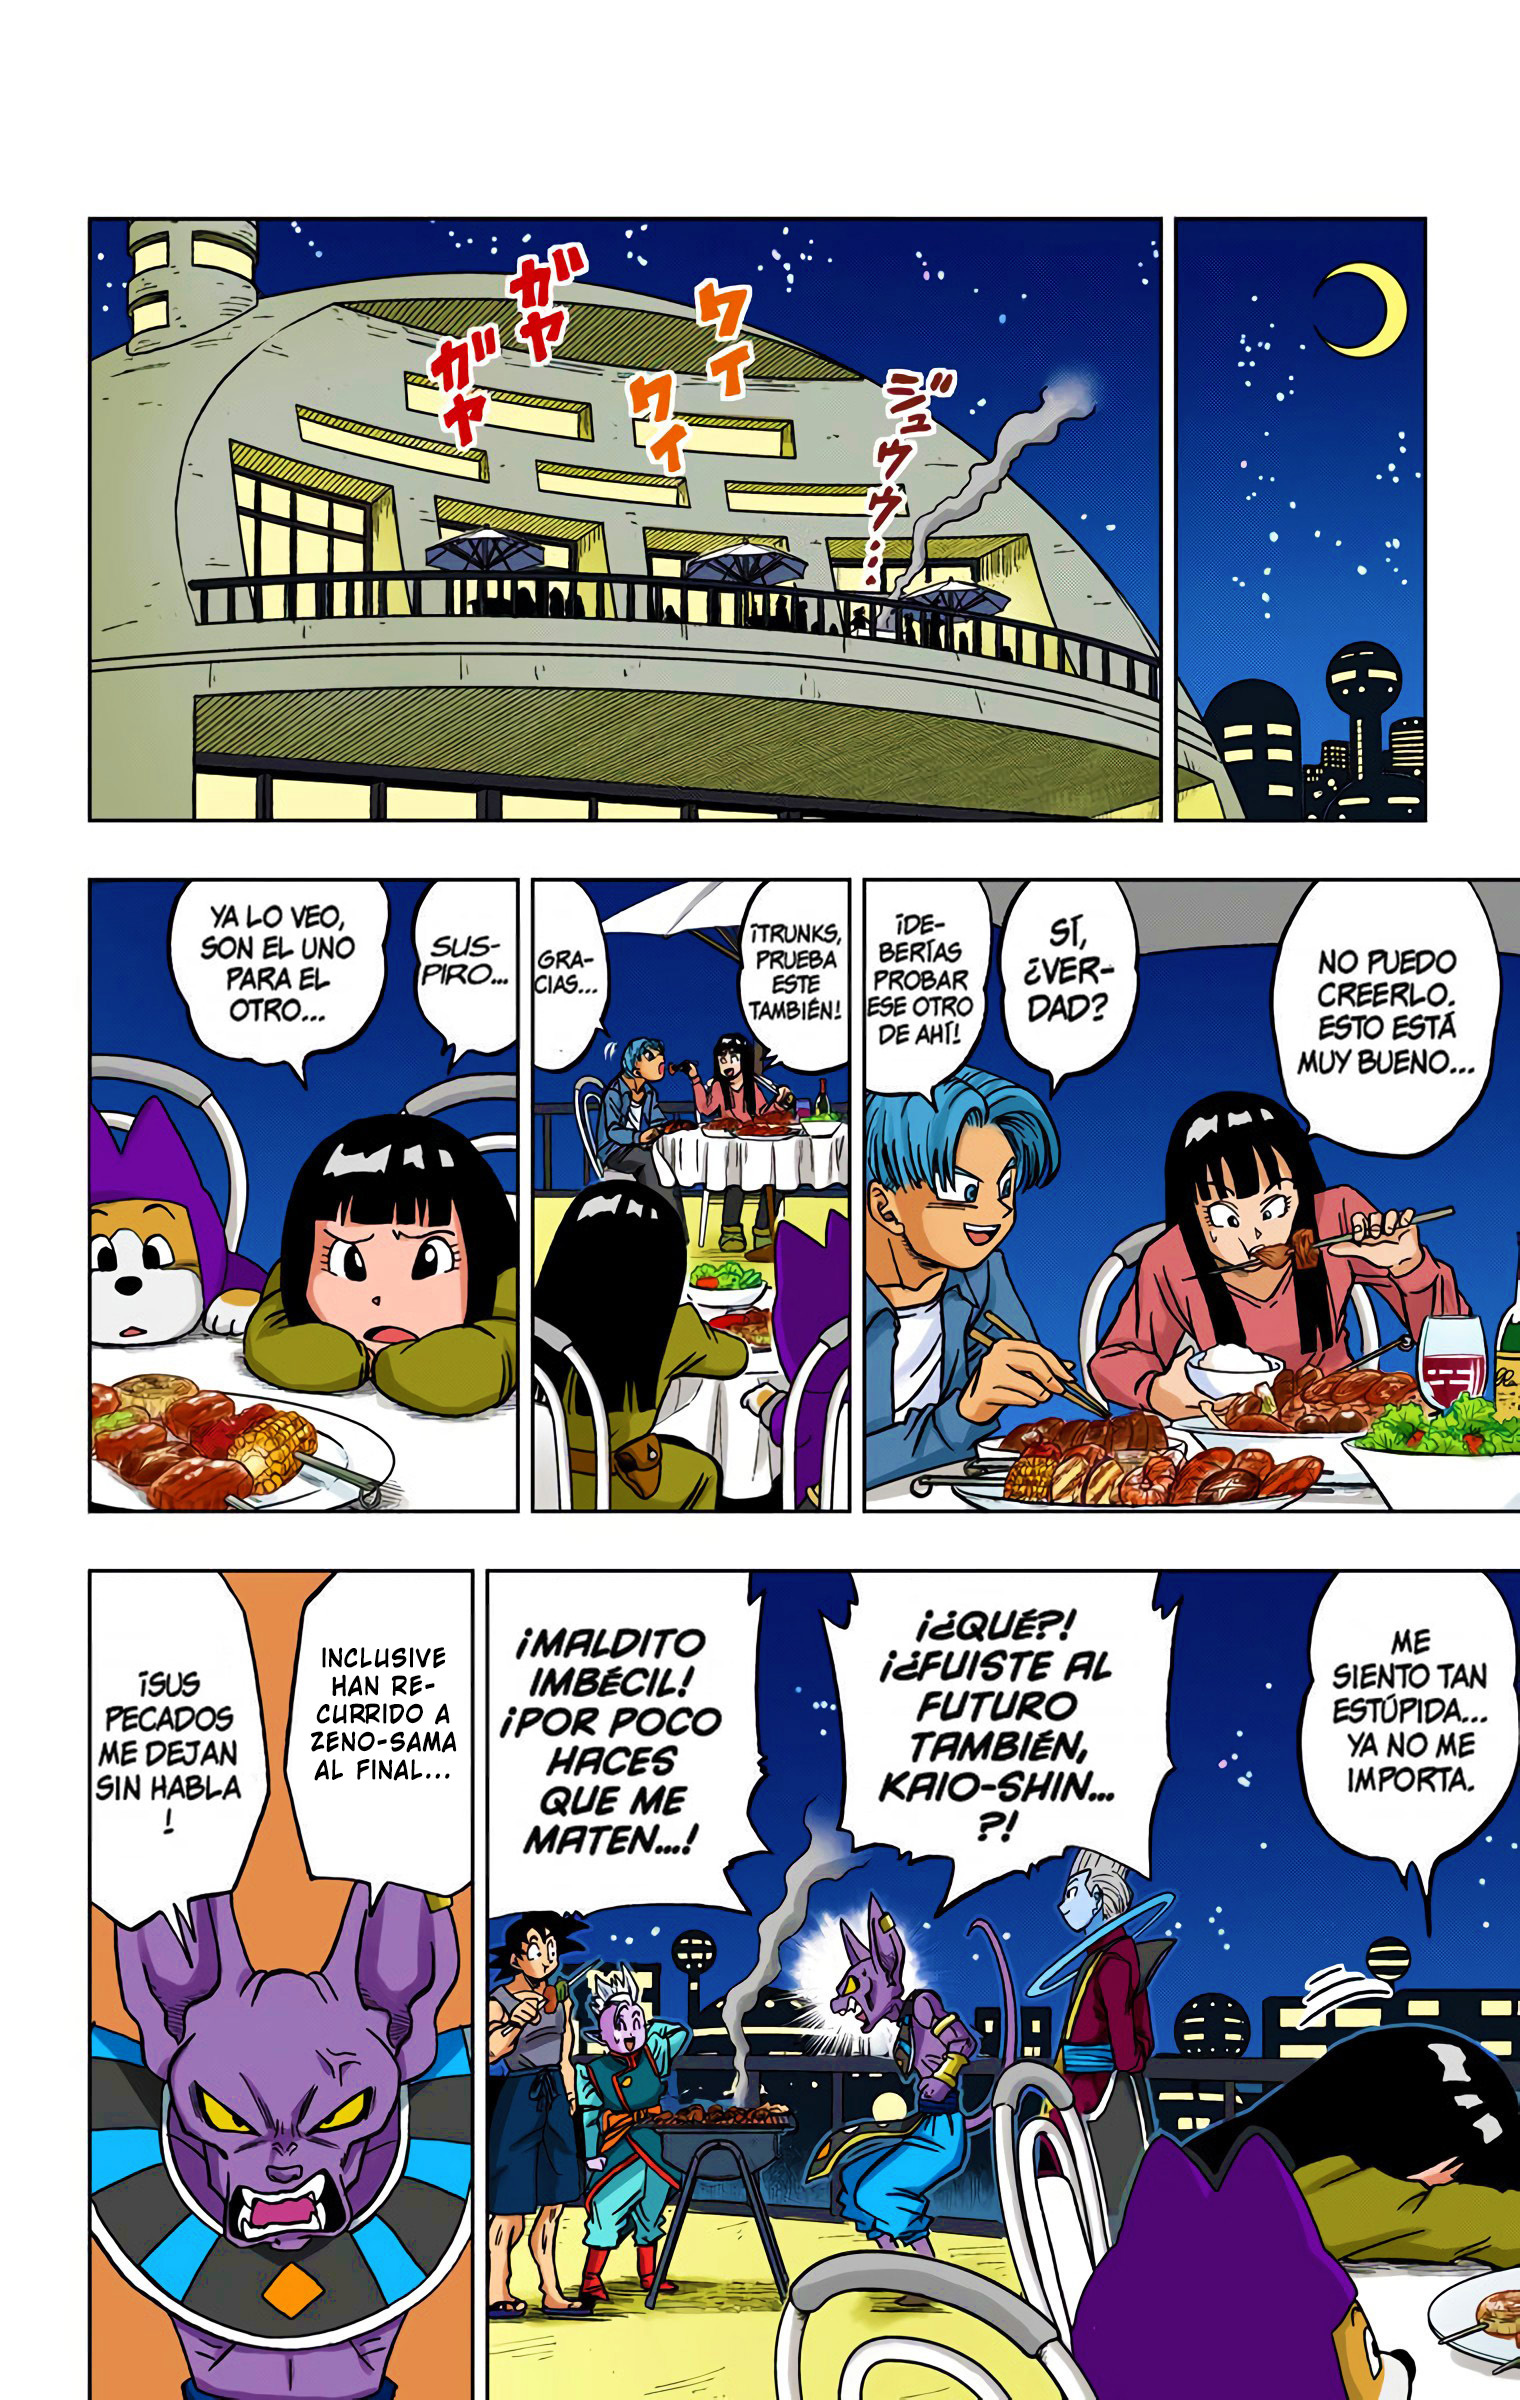 ガヤ
ガヤ
ワイ
ワイ
ジュウウ…
NO PUEDO
CREERLO.
ESTO ESTÁ
MUY BUENO...
SÍ,
¿VER-
DAD?
¡DE-
BERÍAS
PROBAR
ESE OTRO
DE AHÍ!
¡TRUNKS,
PRUEBA
ESTE
TAMBIÉN!
GRA-
CIAS...
SUS-
PIRO...
YA LO VEO,
SON EL UNO
PARA EL
OTRO...
ME
SIENTO TAN
ESTÚPIDA...
YA NO ME
IMPORTA.
¡¿QUÉ?!
¡¿FUISTE AL
FUTURO
TAMBIÉN,
KAIO-SHIN...
?!
¡MALDITO
IMBÉCIL!
¡POR POCO
HACES
QUE ME
MATEN...!
INCLUSIVE
HAN RE-
CURRIDO A
ZENO-SAMA
AL FINAL...
¡SUS
PECADOS
ME DEJAN
SIN HABLA
!